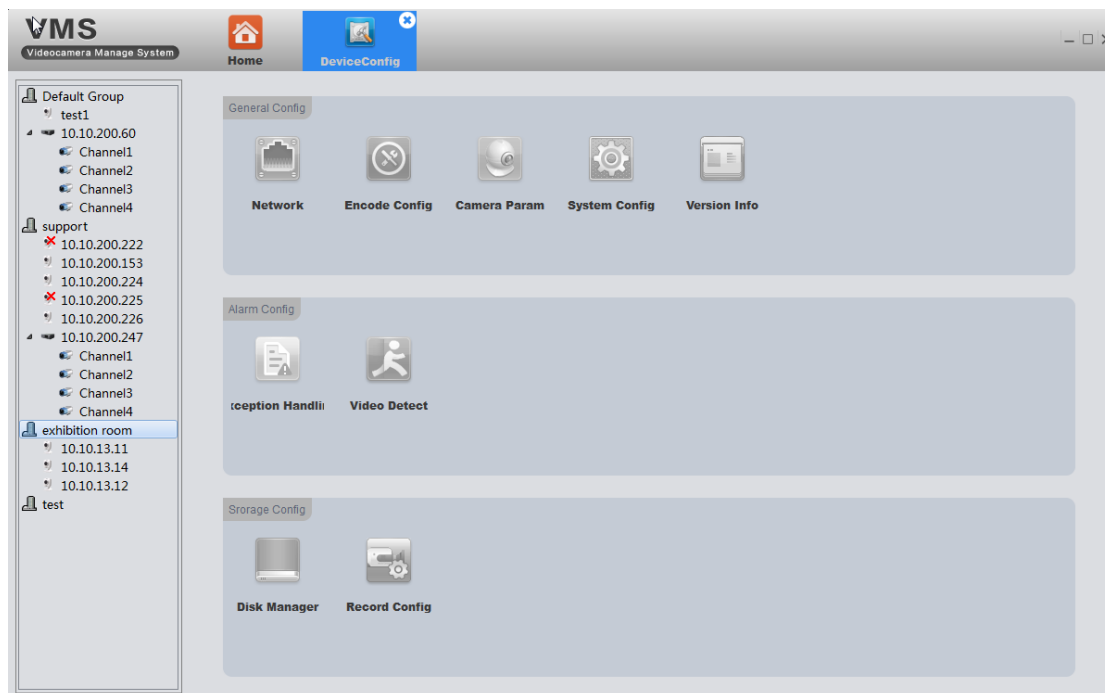 VMS
Videocamera Manage System
Home
DeviceConfig
Default Group
test1
10.10.200.60
Channel1
Channel2
Channel3
Channel4
support
10.10.200.222
10.10.200.153
10.10.200.224
10.10.200.225
10.10.200.226
10.10.200.247
Channel1
Channel2
Channel3
Channel4
exhibition room
10.10.13.11
10.10.13.14
10.10.13.12
test
General Config
Network Encode Config Camera Param System Config Version Info
Alarm Config
xception Handli Video Detect
Srorage Config
Disk Manager Record Config